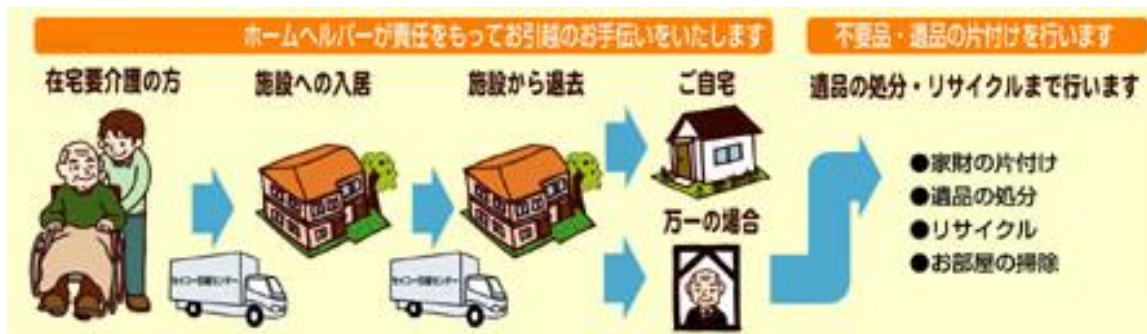 ホームヘルパーが責任をもってお引越のお手伝いをいたします
不要品・遺品の片付けを行います
在宅要介護の方
施設への入居
施設から退去
ご自宅
遺品の処分・リサイクルまで行います
万一の場合
●家財の片付け
●遺品の処分
●リサイクル
●お部屋の掃除